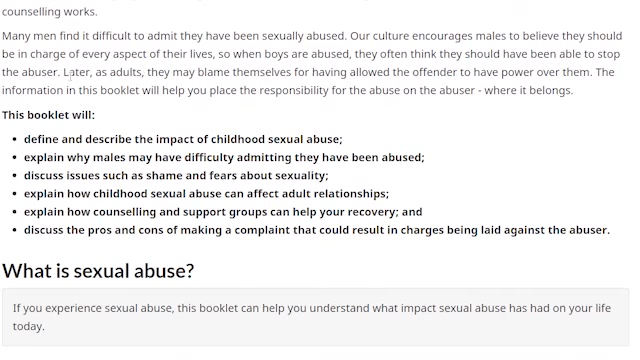 counselling works.
Many men find it difficult to admit they have been sexually abused. Our culture encourages males to believe they should
be in charge of every aspect of their lives, so when boys are abused, they often think they should have been able to stop
the abuser. Later, as adults, they may blame themselves for having allowed the offender to have power over them. The
information in this booklet will help you place the responsibility for the abuse on the abuser - where it belongs.
This booklet will:
• define and describe the impact of childhood sexual abuse;
• explain why males may have difficulty admitting they have been abused;
• discuss issues such as shame and fears about sexuality;
• explain how childhood sexual abuse can affect adult relationships;
• explain how counselling and support groups can help your recovery; and
• discuss the pros and cons of making a complaint that could result in charges being laid against the abuser.
What is sexual abuse?
If you experience sexual abuse, this booklet can help you understand what impact sexual abuse has had on your life
today.